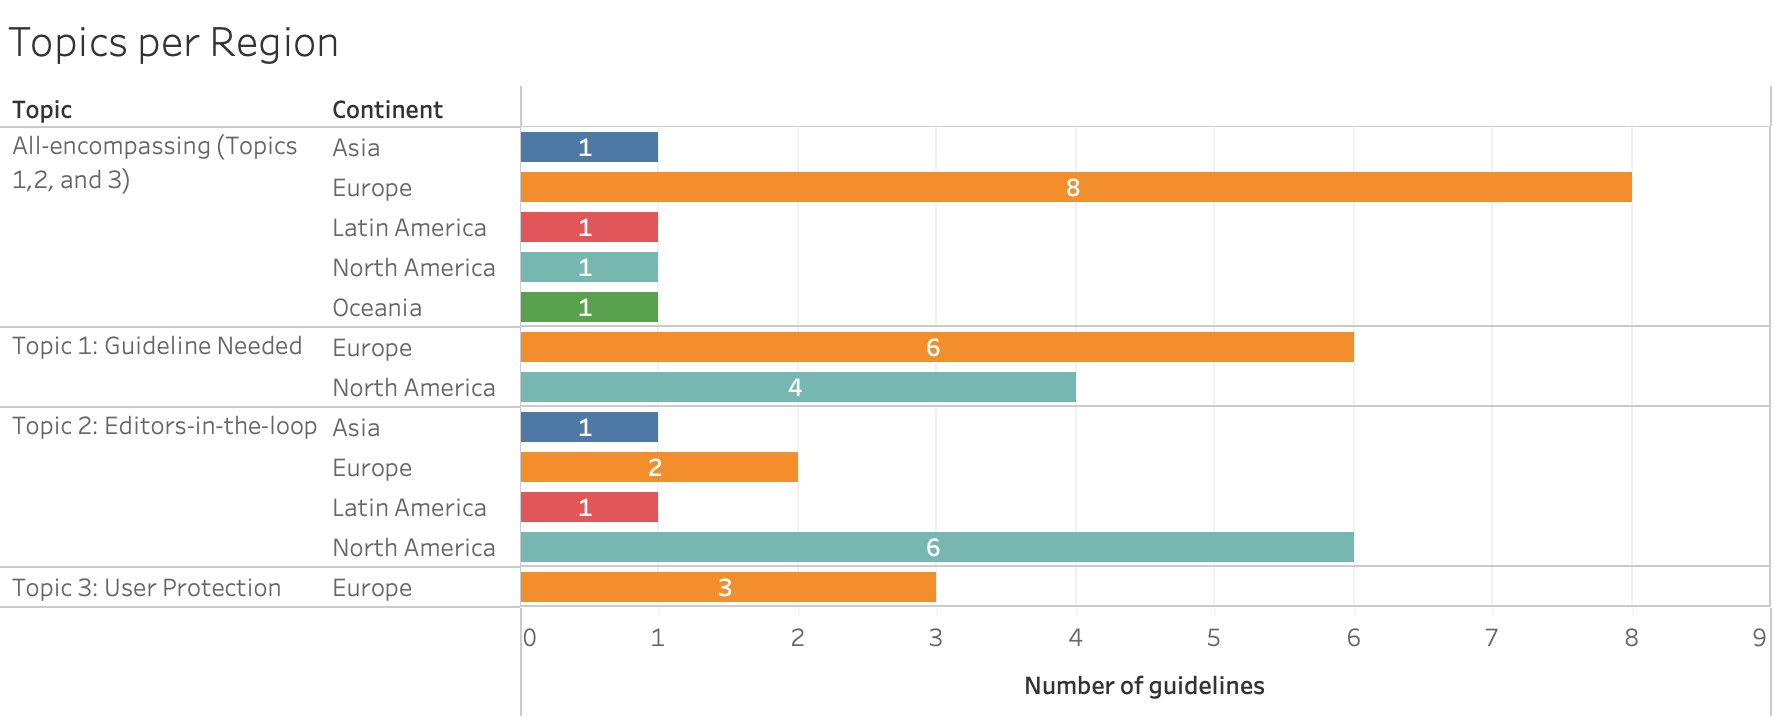 Topics per Region
Topic Continent
All-encompassing (Topics Asia 1
1,2, and 3)
Europe 8
Latin America 1
North America 1
Oceania 1
Topic 1: Guideline Needed Europe 6
North America 4
Topic 2: Editors-in-the-loop Asia 1
Europe 2
Latin America 1
North America 6
Topic 3: User Protection Europe 3
0 1 2 3 4 5 6 7 8 9
Number of guidelines